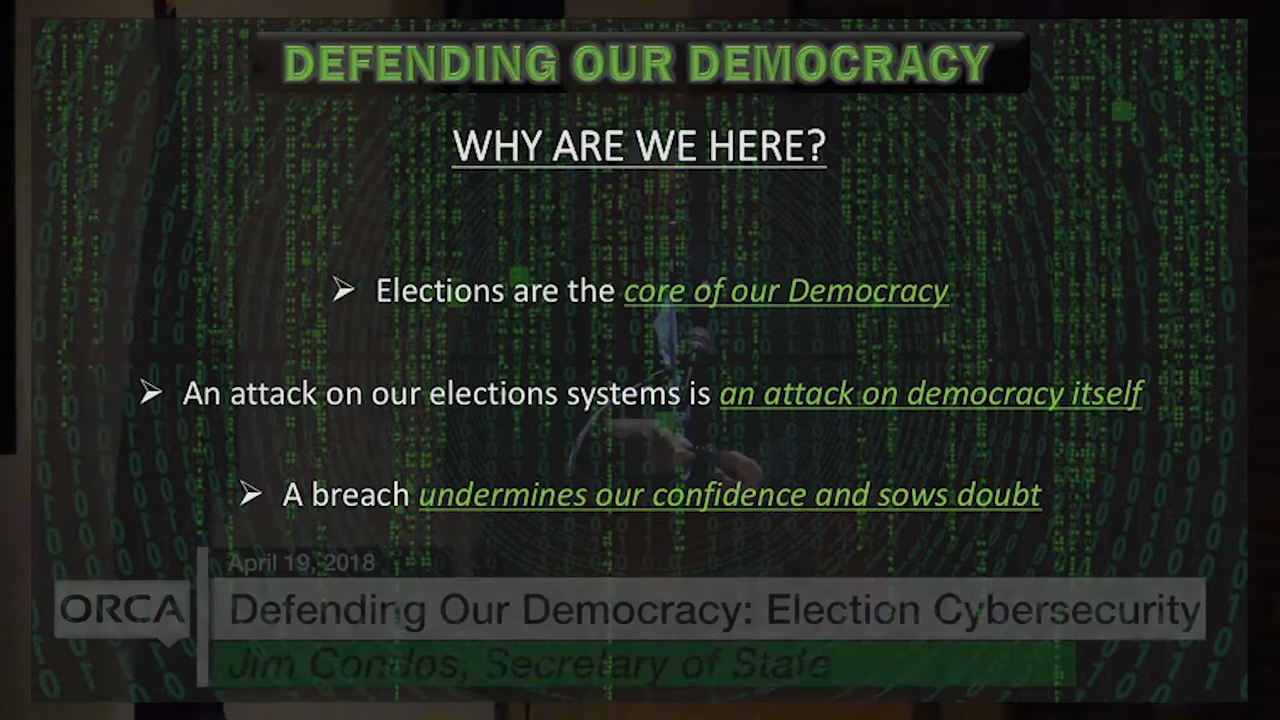 DEFENDING OUR DEMOCRACY
WHY ARE WE HERE?
➢ Elections are the core of our Democracy
➢ An attack on our elections systems is an attack on democracy itself
➢ A breach undermines our confidence and sows doubt
April 19, 2018
ORCA
Defending Our Democracy: Election Cybersecurity
Jim Condos, Secretary of State